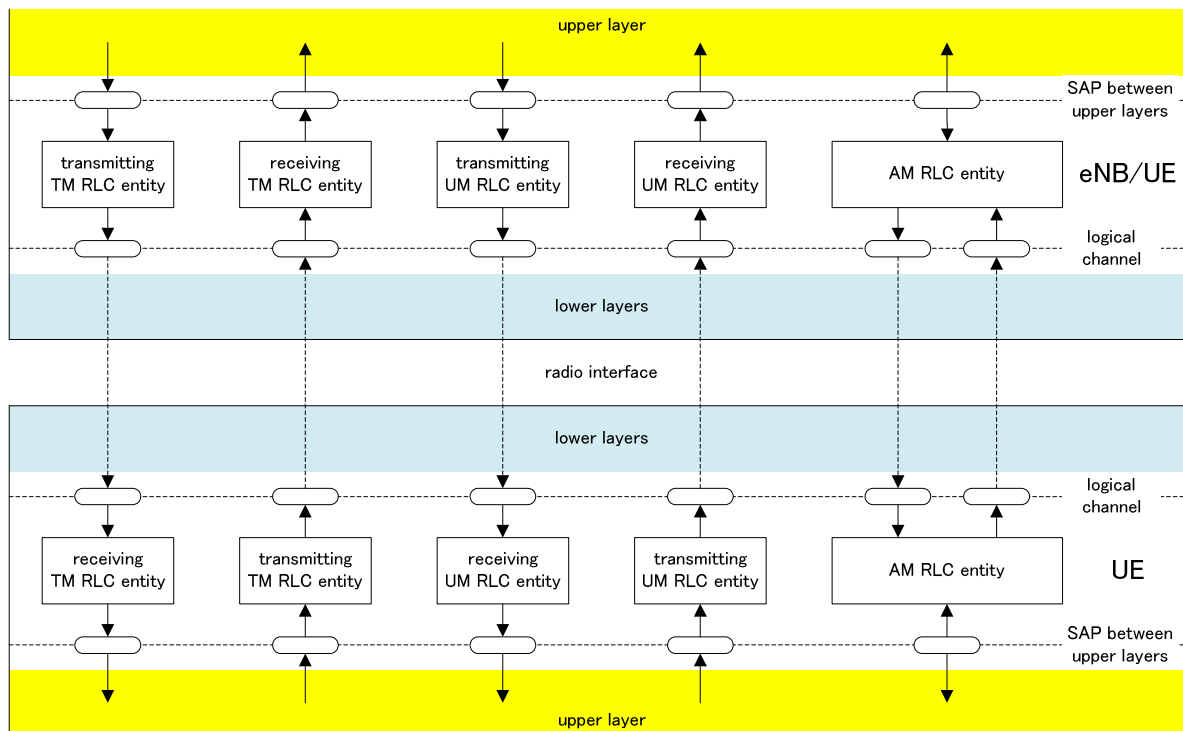 upper layer
SAP between
upper layers
transmitting
TM RLC entity
receiving
TM RLC entity
transmitting
UM RLC entity
receiving
UM RLC entity
AM RLC entity
eNB/UE
logical
channel
lower layers
radio interface
lower layers
logical
channel
receiving
TM RLC entity
transmitting
TM RLC entity
receiving
UM RLC entity
transmitting
UM RLC entity
AM RLC entity
UE
SAP between
upper layers
upper layer